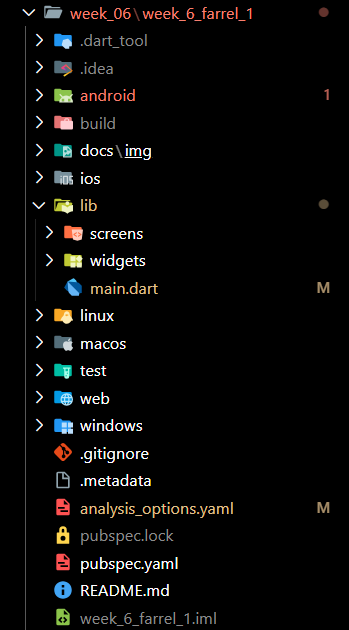 week_06\week_6_farrel_1
.dart_tool
.idea
android 1
build
docs\img
ios
lib
screens
widgets
main.dart M
linux
macos
test
web
windows
.gitignore
.metadata
analysis_options.yaml M
pubspec.lock
pubspec.yaml
README.md
week_6_farrel_1.iml